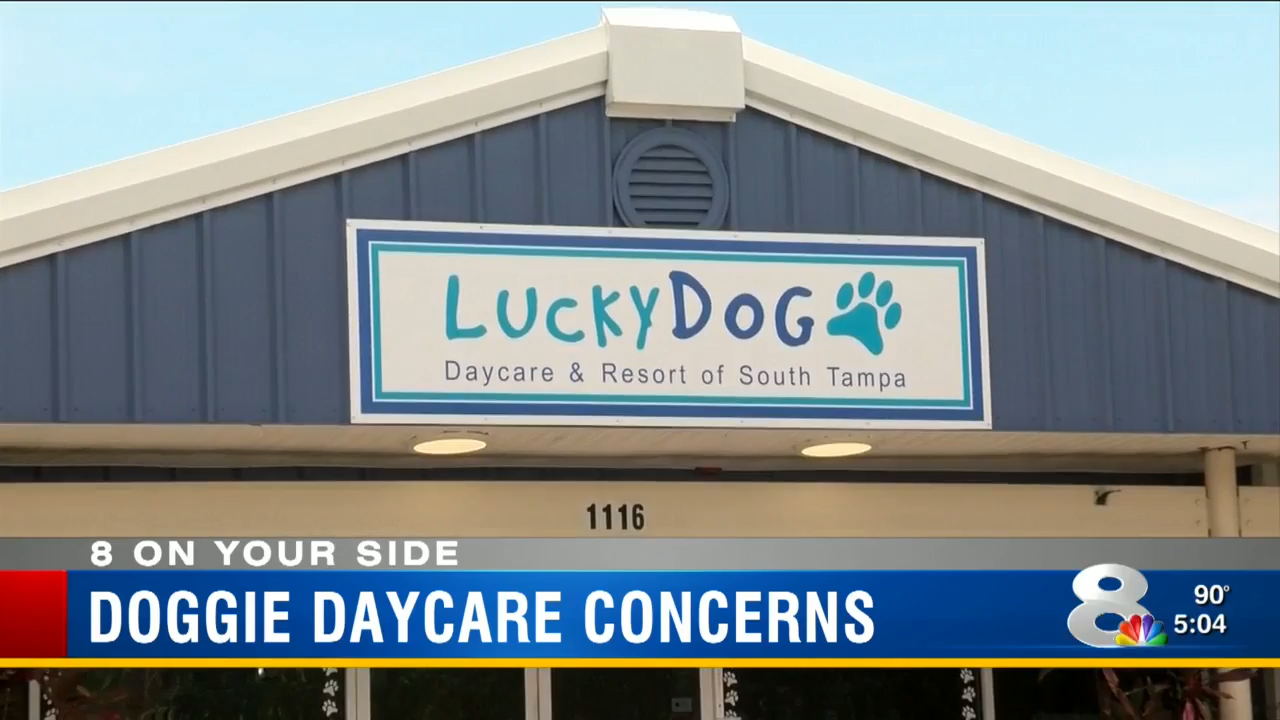 LUCKYDOG
Daycare & Resort of South Tampa
1116
8 ON YOUR SIDE
DOGGIE DAYCARE CONCERNS
8
90°
5:04